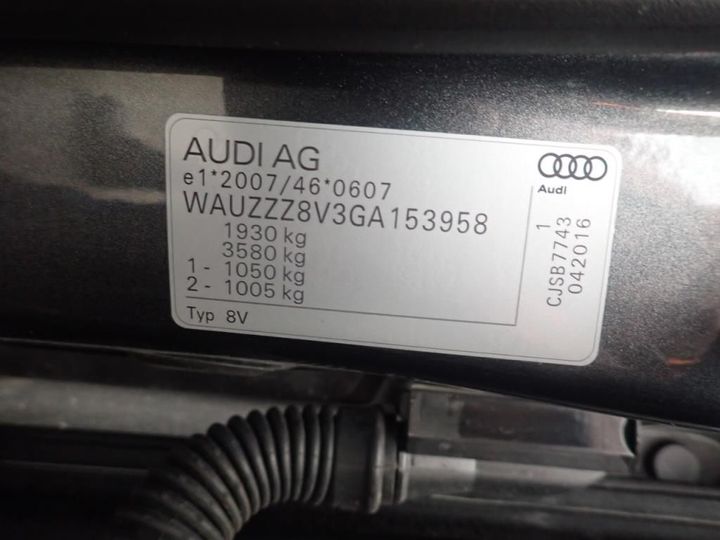 AUDI AG
e1*2007/46*0607
WAUZZZ8V3GA153958
1930 kg
3580 kg
1 - 1050 kg
2 - 1005 kg
Typ 8V
Audi
CJSB7743 1
042016